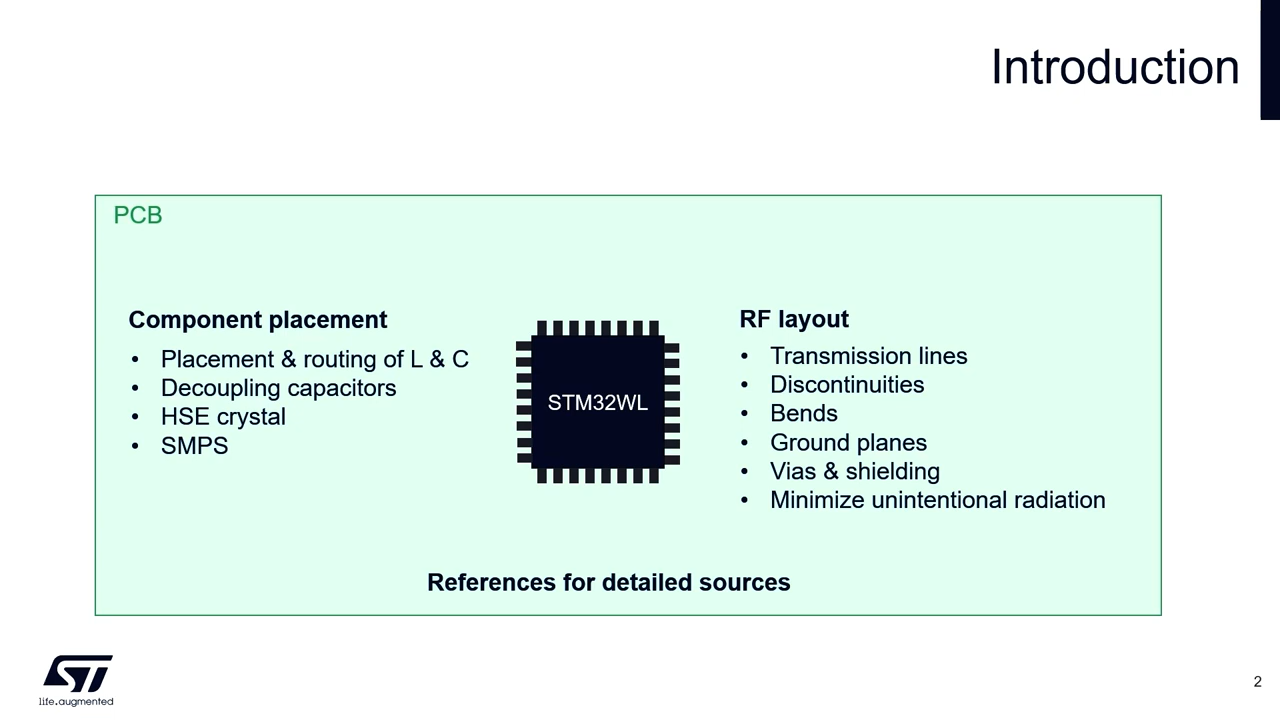 Introduction
PCB
Component placement
• Placement & routing of L & C
• Decoupling capacitors
• HSE crystal
• SMPS
STM32WL
RF layout
• Transmission lines
• Discontinuities
• Bends
• Ground planes
• Vias & shielding
• Minimize unintentional radiation
References for detailed sources
ST
life.augmented
2